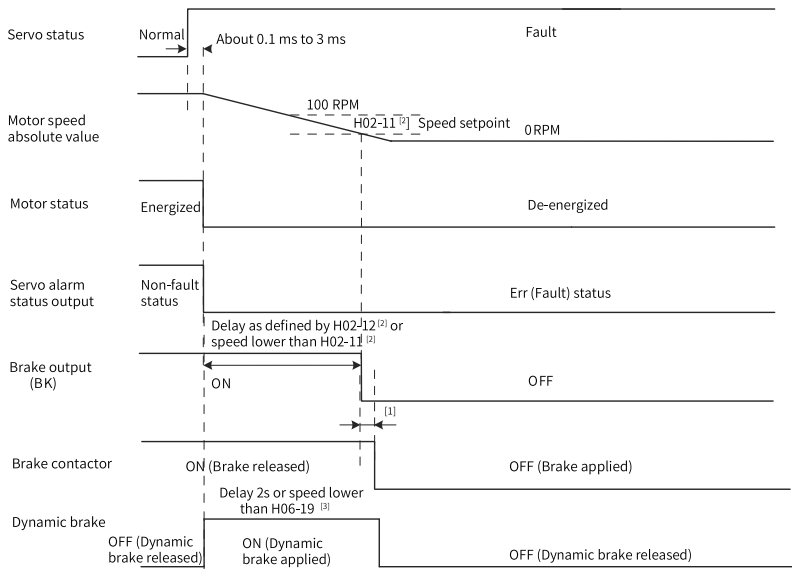 Servo status
Normal
About 0.1 ms to 3 ms
Fault
Motor speed
absolute value
100 RPM
H02-11 [2]
Speed setpoint
0RPM
Motor status
Energized
De-energized
Servo alarm
status output
Non-fault
status
Err (Fault) status
Delay as defined by H02-12 [2] or
speed lower than H02-11 [2]
Brake output
(BK)
ON
OFF
[1]
Brake contactor
ON (Brake released)
OFF (Brake applied)
Delay 2s or speed lower
than H06-19 [3]
Dynamic brake
OFF (Dynamic
brake released)
ON (Dynamic
brake applied)
OFF (Dynamic brake released)